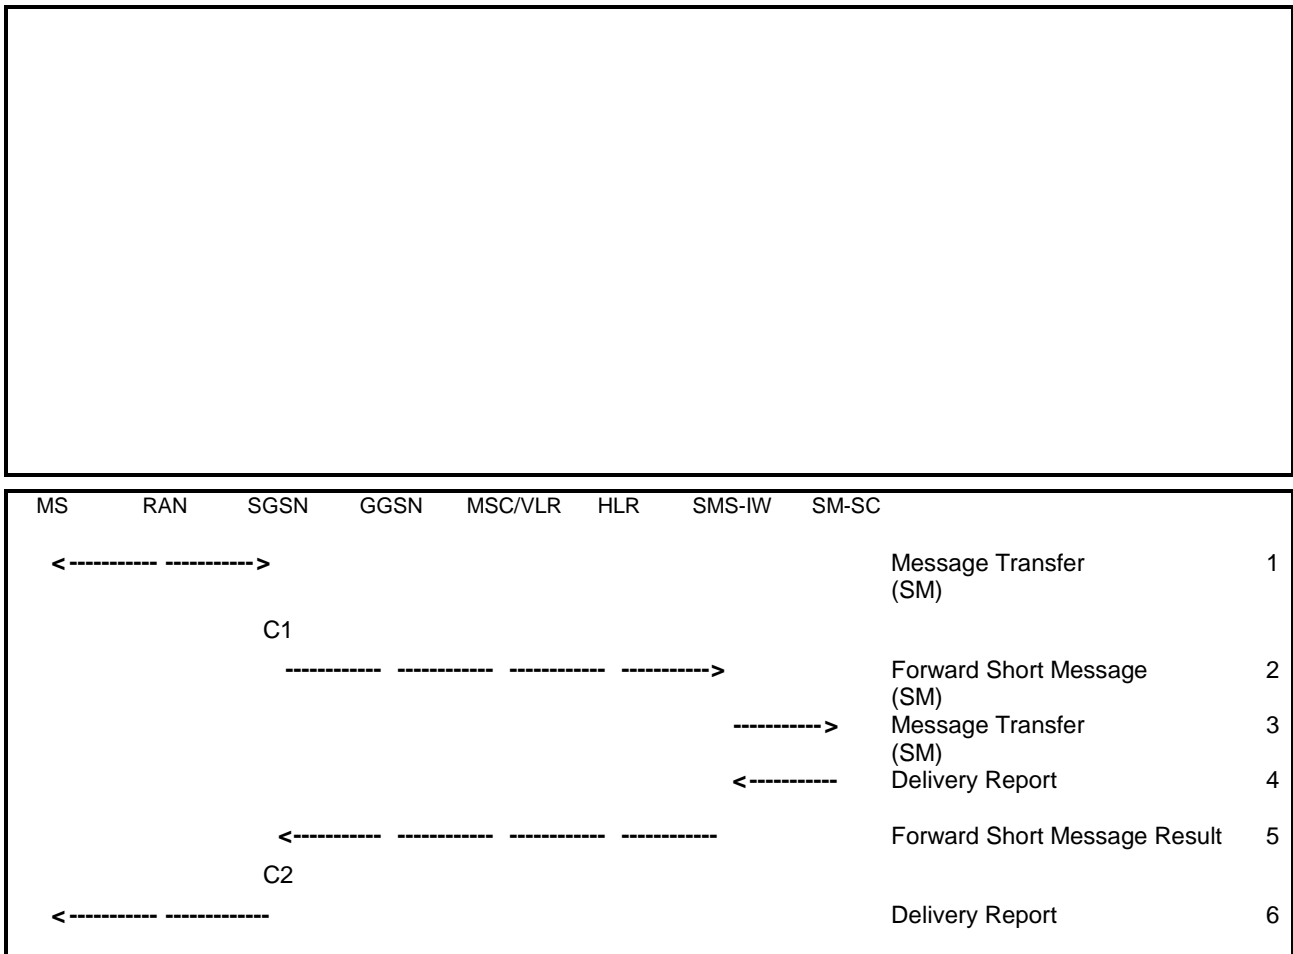 MS RAN SGSN GGSN MSC/VLR HLR SMS-IW SM-SC
<----------- -----------> Message Transfer 1
(SM)
C1
------------ ------------ ------------ -----------> Forward Short Message 2
(SM)
-----------> Message Transfer 3
(SM)
<----------- Delivery Report 4
<----------- ------------ ------------ ------------ Forward Short Message Result 5
C2
<----------- ------------- Delivery Report 6